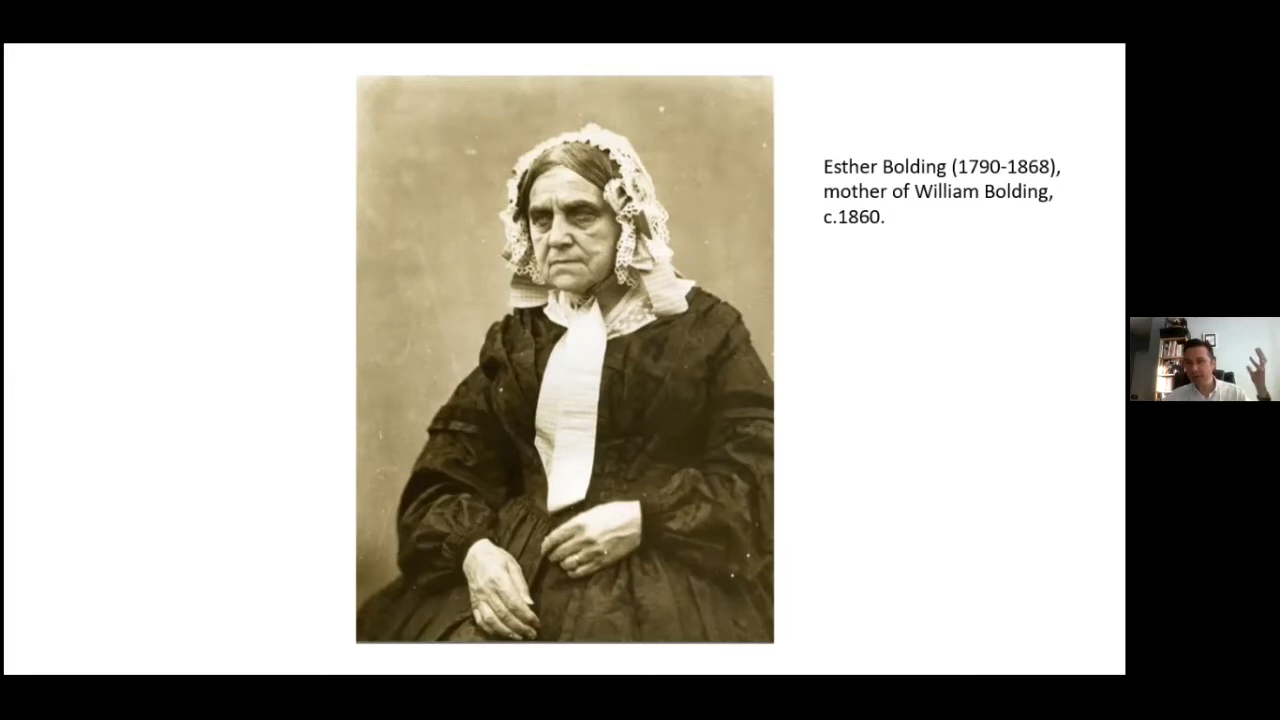 Esther Bolding (1790-1868),
mother of William Bolding,
c.1860.